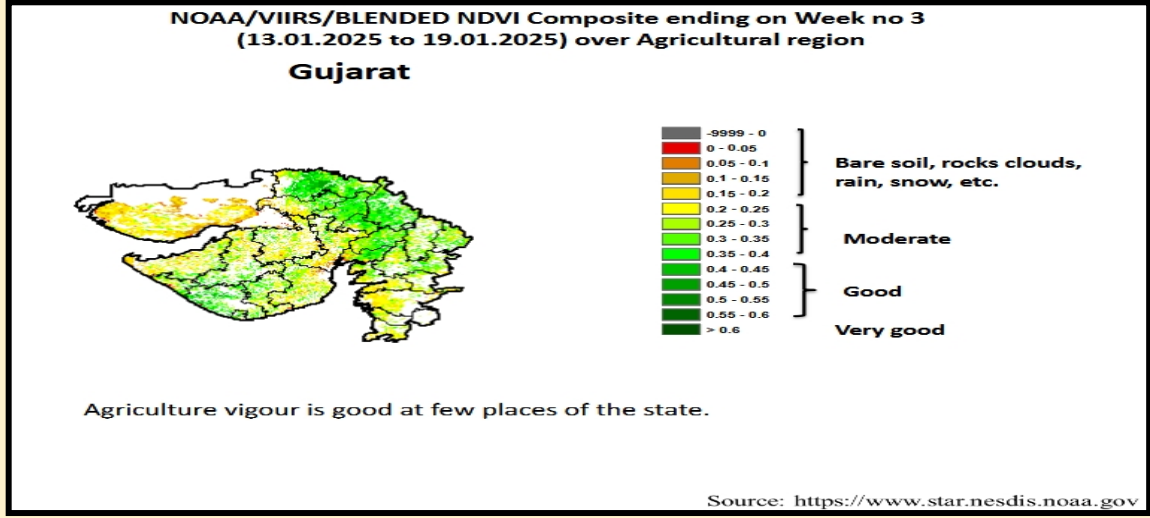 NOAA/VIIRS/BLENDED NDVI Composite ending on Week no 3
(13.01.2025 to 19.01.2025) over Agricultural region
Gujarat
-9999 - 0
0 - 0.05
0.05 - 0.1
0.1 - 0.15
0.15 - 0.2
0.2 - 0.25
0.25 - 0.3
0.3 - 0.35
0.35 - 0.4
0.4 - 0.45
0.45 - 0.5
0.5 - 0.55
0.55 - 0.6
> 0.6
Bare soil, rocks clouds,
rain, snow, etc.
Moderate
Good
Very good
Agriculture vigour is good at few places of the state.
Source: https://www.star.nesdis.noaa.gov